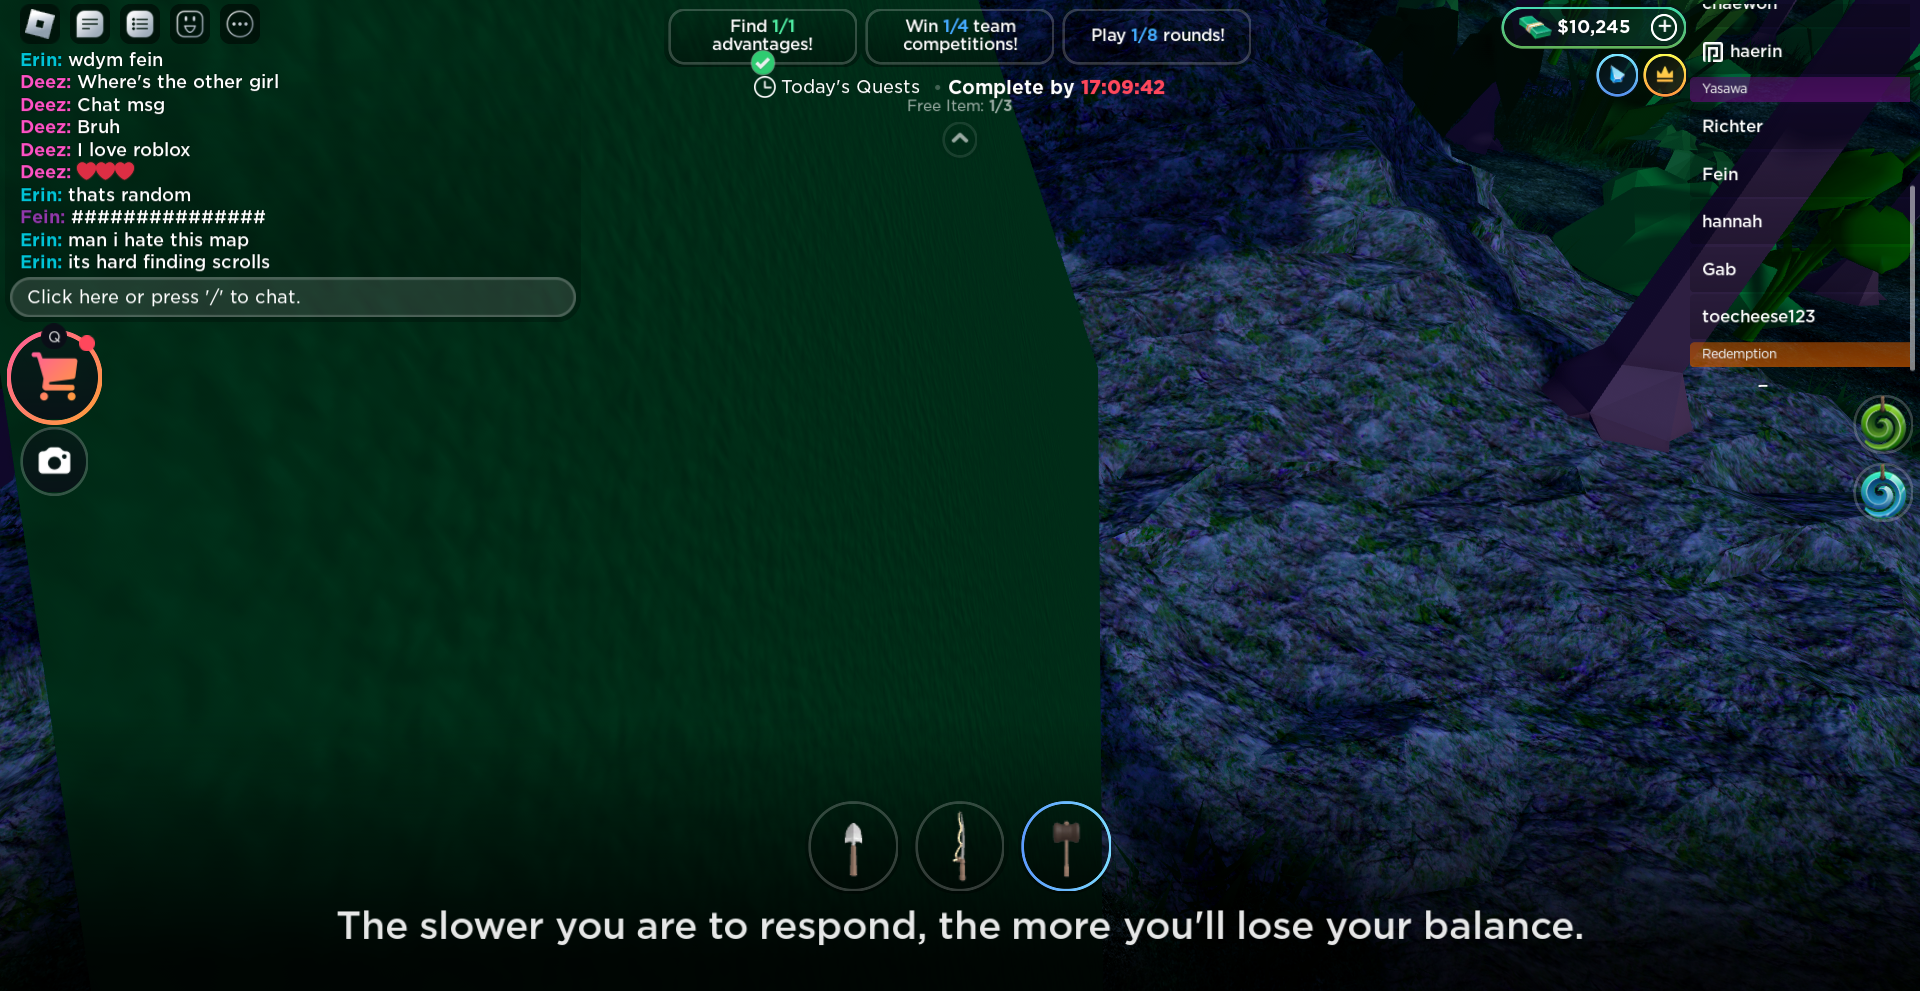 Erin: wdym fein
Deez: Where's the other girl
Deez: Chat msg
Deez: Bruh
Deez: I love roblox
Deez: ❤❤❤
Erin: thats random
Fein: ###############
Erin: man i hate this map
Erin: its hard finding scrolls
Click here or press '/' to chat.
Q
Find 1/1
advantages!
Win 1/4 team
competitions!
Play 1/8 rounds!
Today's Quests • Complete by 17:09:42
Free Item: 1/3
$10,245
chaewon
haerin
Yasawa
Richter
Fein
hannah
Gab
toecheese123
Redemption
The slower you are to respond, the more you'll lose your balance.